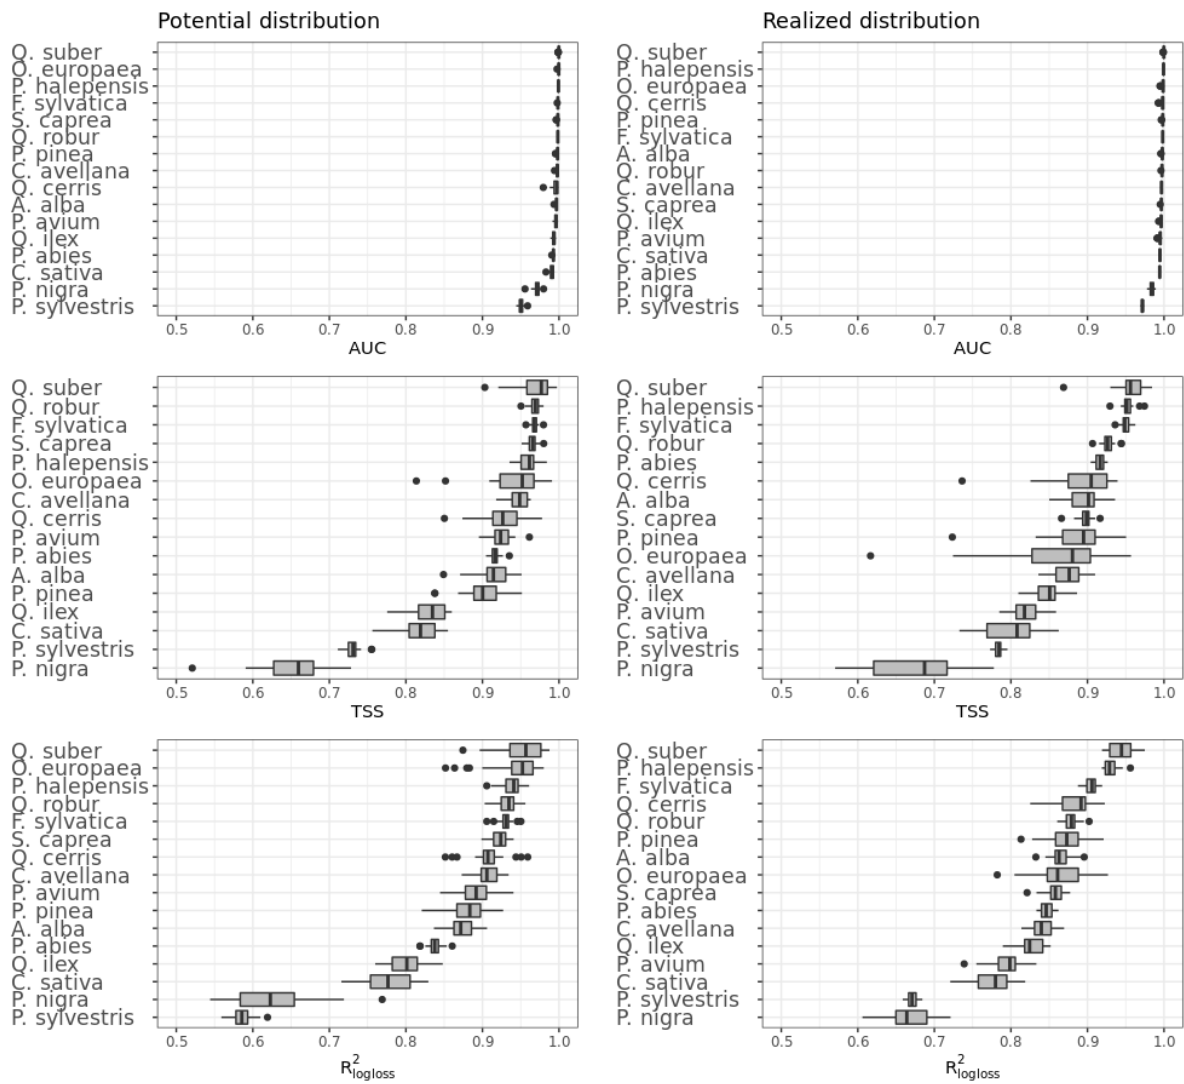 Potential distribution
Q. suber
O. europaea
P. halepensis
F. sylvatica
S. caprea
Q. robur
P. pinea
C. avellana
Q. cerris
A. alba
P. avium
Q. ilex
P. abies
C. sativa
P. nigra
P. sylvestris
0.5 0.6 0.7 0.8 0.9 1.0
AUC
Realized distribution
Q. suber
P. halepensis
O. europaea
Q. cerris
P. pinea
F. sylvatica
A. alba
Q. robur
C. avellana
S. caprea
Q. ilex
P. avium
C. sativa
P. abies
P. nigra
P. sylvestris
0.5 0.6 0.7 0.8 0.9 1.0
AUC
Q. suber
Q. robur
F. sylvatica
S. caprea
P. halepensis
O. europaea
C. avellana
Q. cerris
P. avium
P. abies
A. alba
P. pinea
Q. ilex
C. sativa
P. sylvestris
P. nigra
0.5 0.6 0.7 0.8 0.9 1.0
TSS
Q. suber
P. halepensis
F. sylvatica
Q. robur
P. abies
Q. cerris
A. alba
S. caprea
P. pinea
O. europaea
C. avellana
Q. ilex
P. avium
C. sativa
P. sylvestris
P. nigra
0.5 0.6 0.7 0.8 0.9 1.0
TSS
Q. suber
O. europaea
P. halepensis
Q. robur
F. sylvatica
S. caprea
Q. cerris
C. avellana
P. avium
P. pinea
A. alba
P. abies
Q. ilex
C. sativa
P. nigra
P. sylvestris
0.5 0.6 0.7 0.8 0.9 1.0
R²logloss
Q. suber
P. halepensis
F. sylvatica
Q. cerris
Q. robur
P. pinea
A. alba
O. europaea
S. caprea
P. abies
C. avellana
Q. ilex
P. avium
C. sativa
P. sylvestris
P. nigra
0.5 0.6 0.7 0.8 0.9 1.0
R²logloss